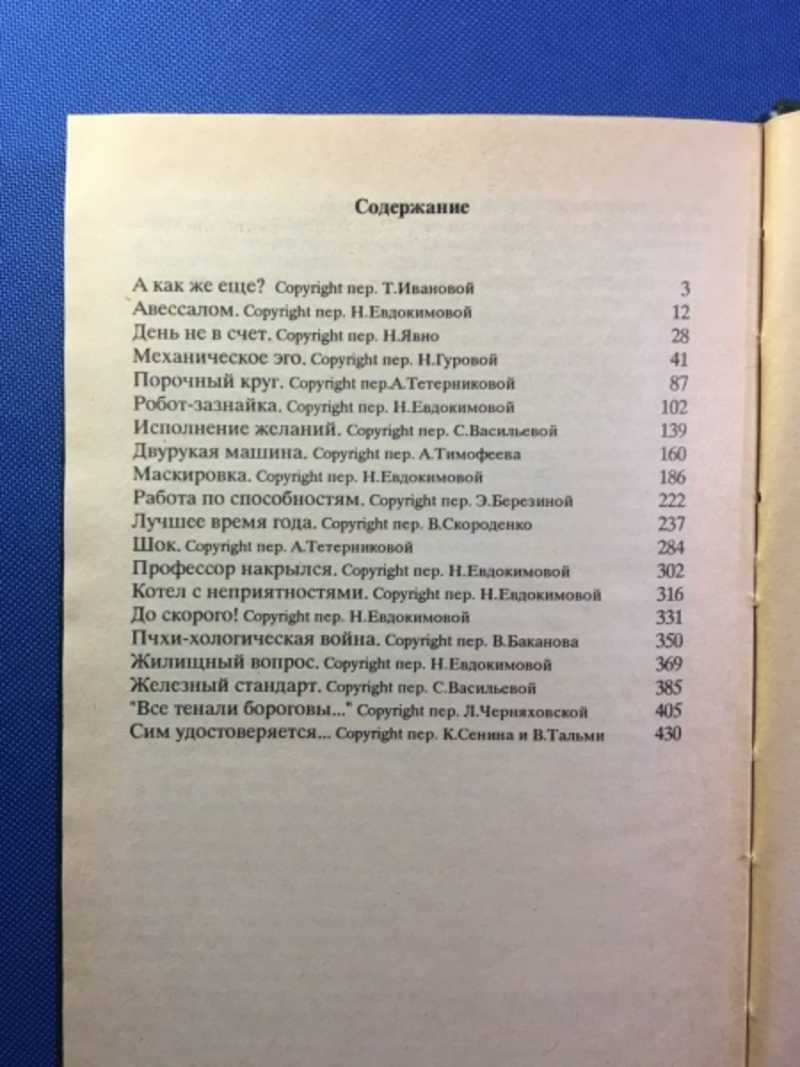 Содержание
А как же еще? Copyright пер. Т.Ивановой 3
Авессалом. Copyright пер. Н.Евдокимовой 12
День не в счет. Copyright пер. Н.Явно 28
Механическое эго. Copyright пер. Н.Гуровой 41
Порочный круг. Copyright пер.А.Тетерниковой 87
Робот-зазнайка. Copyright пер. Н.Евдокимовой 102
Исполнение желаний. Copyright пер. С.Васильевой 139
Двурукая машина. Copyright пер. А.Тимофеева 160
Маскировка. Copyright пер. Н.Евдокимовой 186
Работа по способностям. Copyright пер. Э.Березиной 222
Лучшее время года. Copyright пер. В.Скороденко 237
Шок. Copyright пер. А.Тетерниковой 284
Профессор накрылся. Copyright пер. Н.Евдокимовой 302
Котел с неприятностями. Copyright пер. Н.Евдокимовой 316
До скорого! Copyright пер. Н.Евдокимовой 331
Пчхи-хологическая война. Copyright пер. В.Баканова 350
Жилищный вопрос. Copyright пер. Н.Евдокимовой 369
Железный стандарт. Copyright пер. С.Васильевой 385
"Все тенали бороговы..." Copyright пер. Л.Черняховской 405
Сим удостоверяется... Copyright пер. К.Сенина и В.Тальми 430